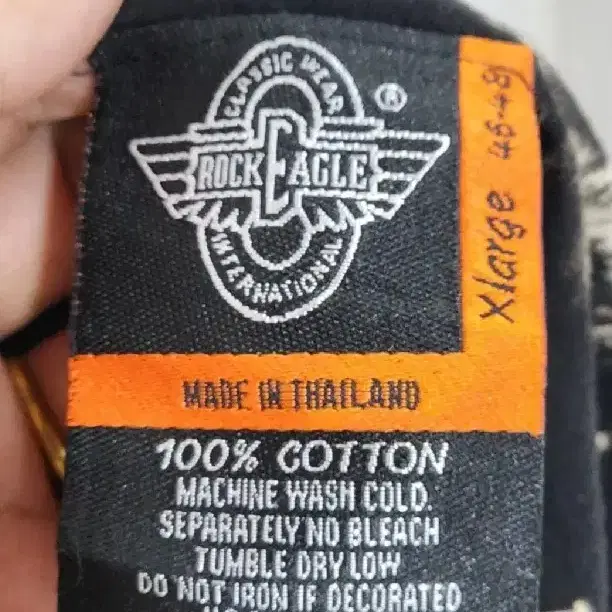 CLASSIC WEAR
®
ROCK EAGLE
INTERNATIONAL
Xlarge 46-48
MADE IN THAILAND
100% COTTON
MACHINE WASH COLD.
SEPARATELY NO BLEACH
TUMBLE DRY LOW
DO NOT IRON IF DECORATED